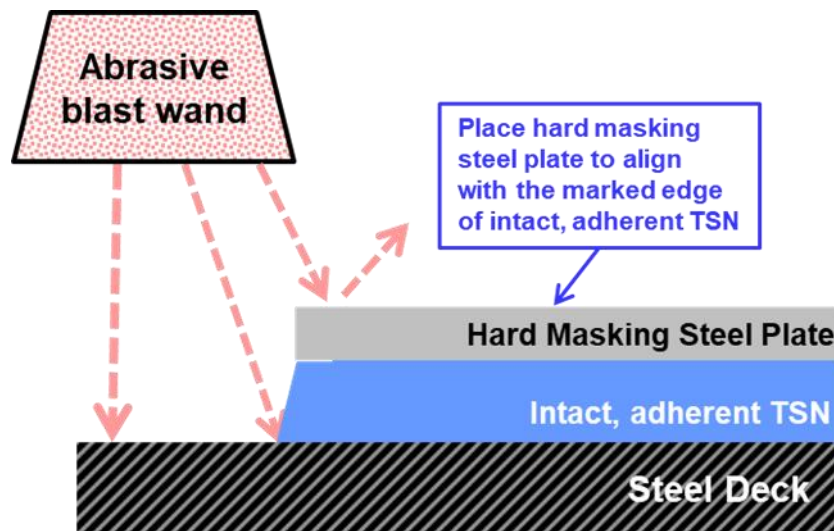 Abrasive
blast wand
Place hard masking
steel plate to align
with the marked edge
of intact, adherent TSN
Hard Masking Steel Plate
Intact, adherent TSN
Steel Deck